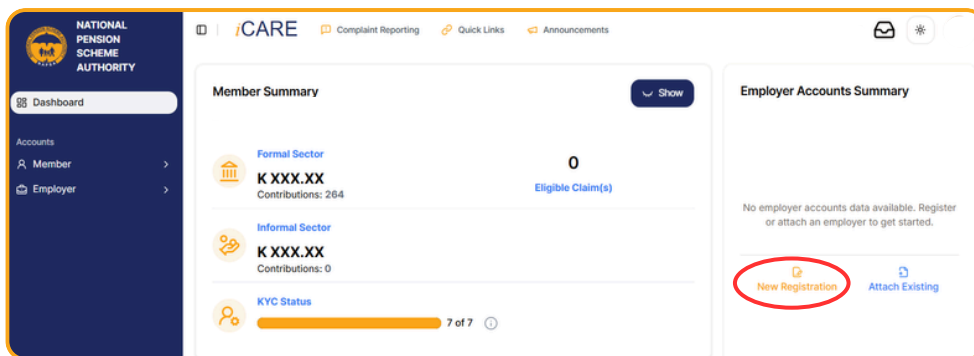 NATIONAL
PENSION
SCHEME
AUTHORITY
iCARE
Complaint Reporting
Quick Links
Announcements
Dashboard
Accounts
Member
Employer
Member Summary
Show
Formal Sector
K XXX.XX
Contributions: 264
0
Eligible Claim(s)
Informal Sector
K XXX.XX
Contributions: 0
KYC Status
7 of 7
Employer Accounts Summary
No employer accounts data available. Register
or attach an employer to get started.
New Registration
Attach Existing